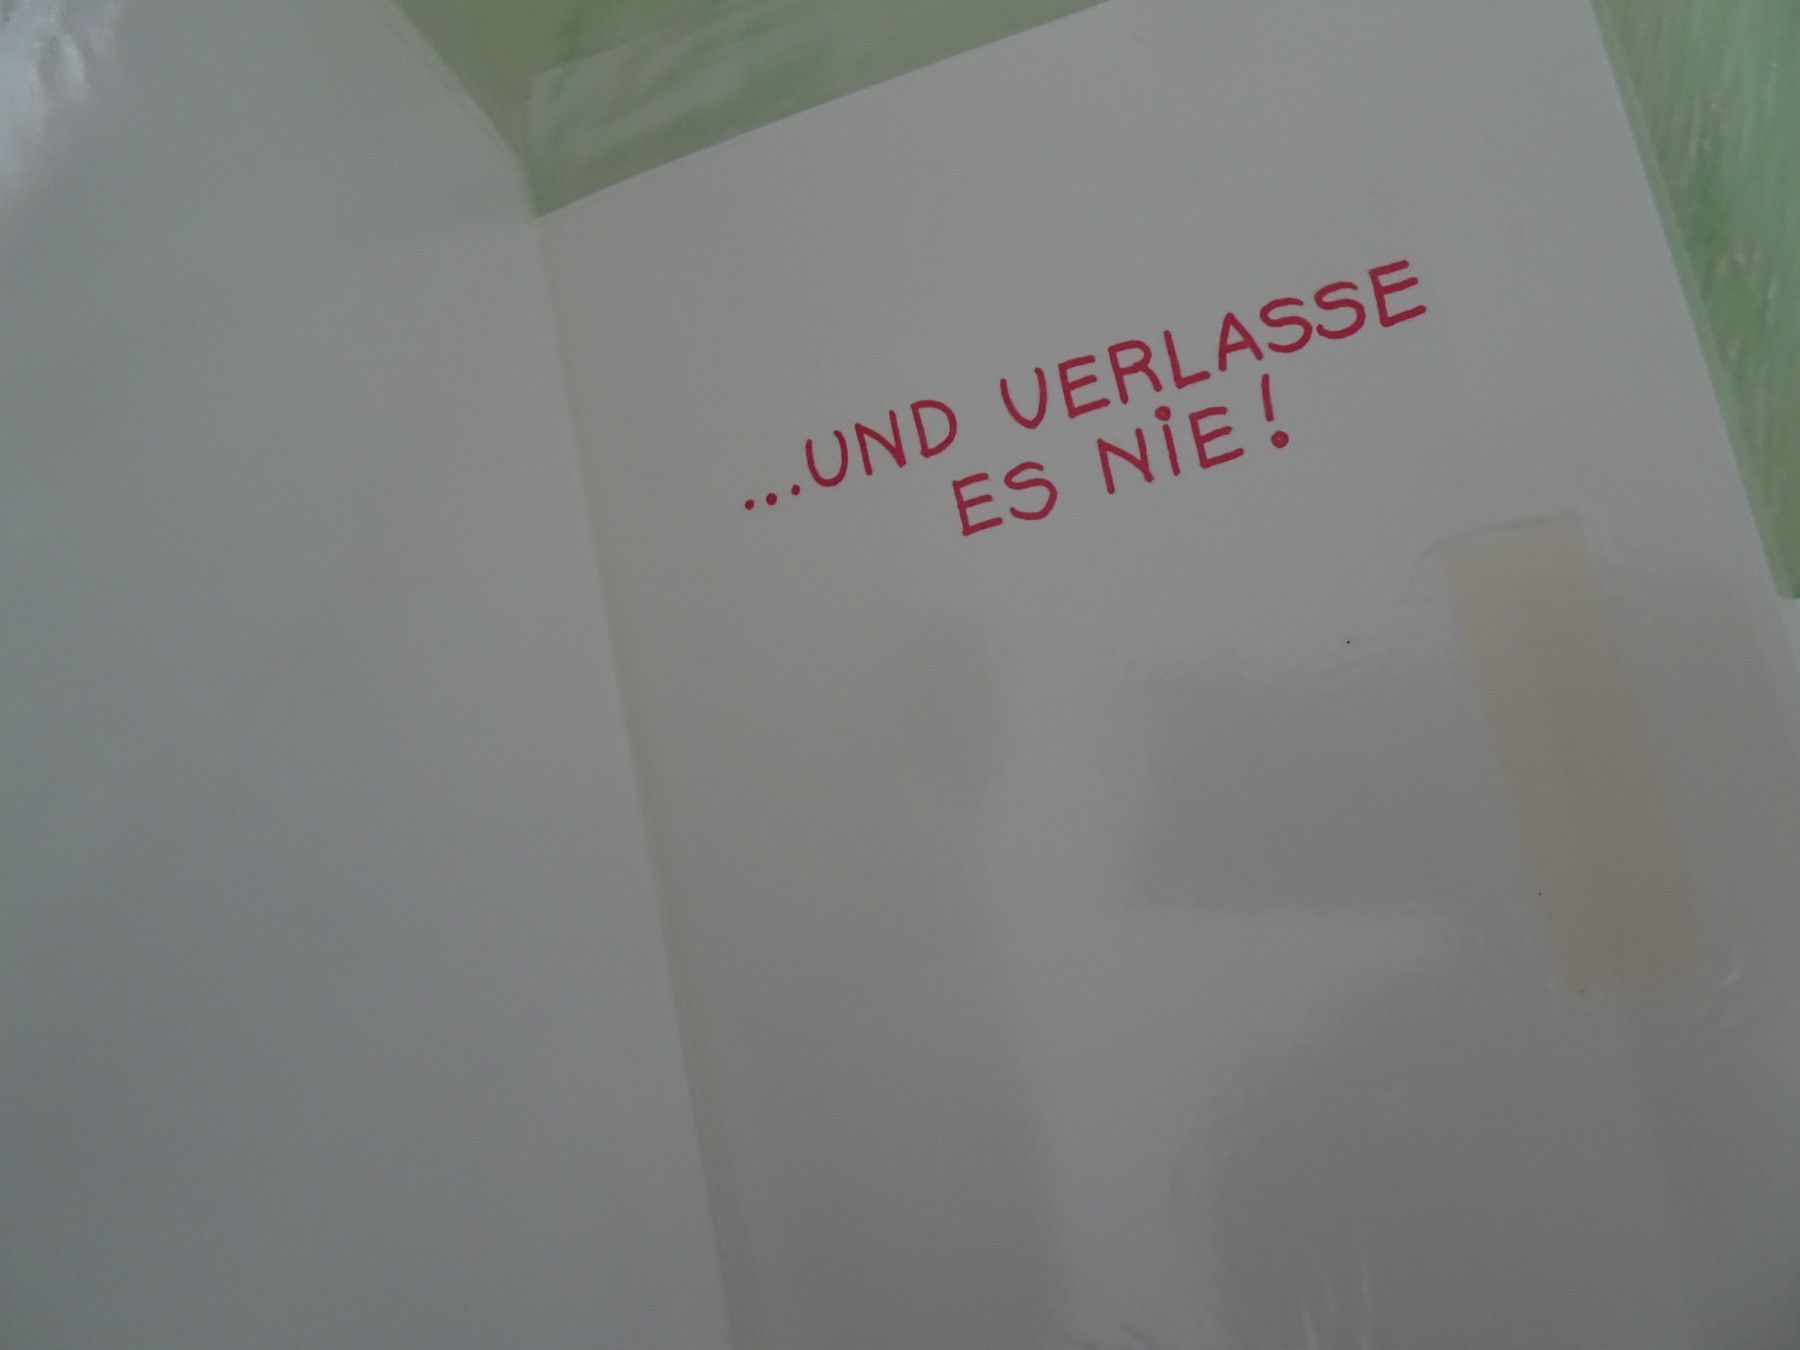 ...UND VERLASSE
ES NiE!